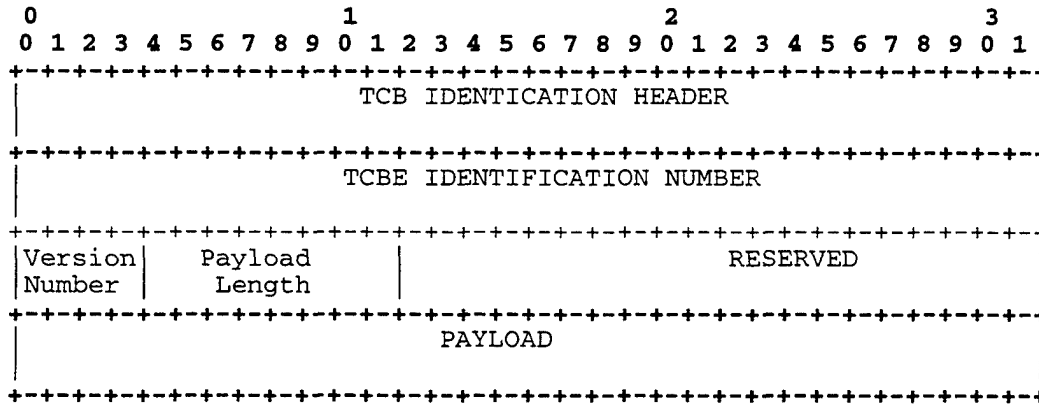 0 1 2 3
0 1 2 3 4 5 6 7 8 9 0 1 2 3 4 5 6 7 8 9 0 1 2 3 4 5 6 7 8 9 0 1
TCB IDENTICATION HEADER
TCBE IDENTIFICATION NUMBER
Version Payload RESERVED
Number Length
PAYLOAD